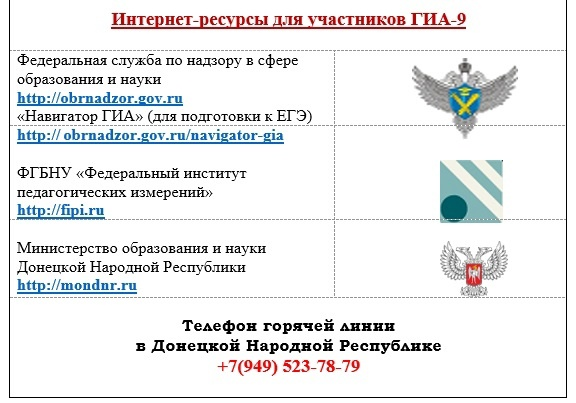 Интернет-ресурсы для участников ГИА-9
Федеральная служба по надзору в сфере
образования и науки
http://obrnadzor.gov.ru
«Навигатор ГИА» (для подготовки к ЕГЭ)
http:// obrnadzor.gov.ru/navigator-gia
ФГБНУ «Федеральный институт
педагогических измерений»
http://fipi.ru
Министерство образования и науки
Донецкой Народной Республики
http://mondnr.ru
Телефон горячей линии
в Донецкой Народной Республике
+7(949) 523-78-79